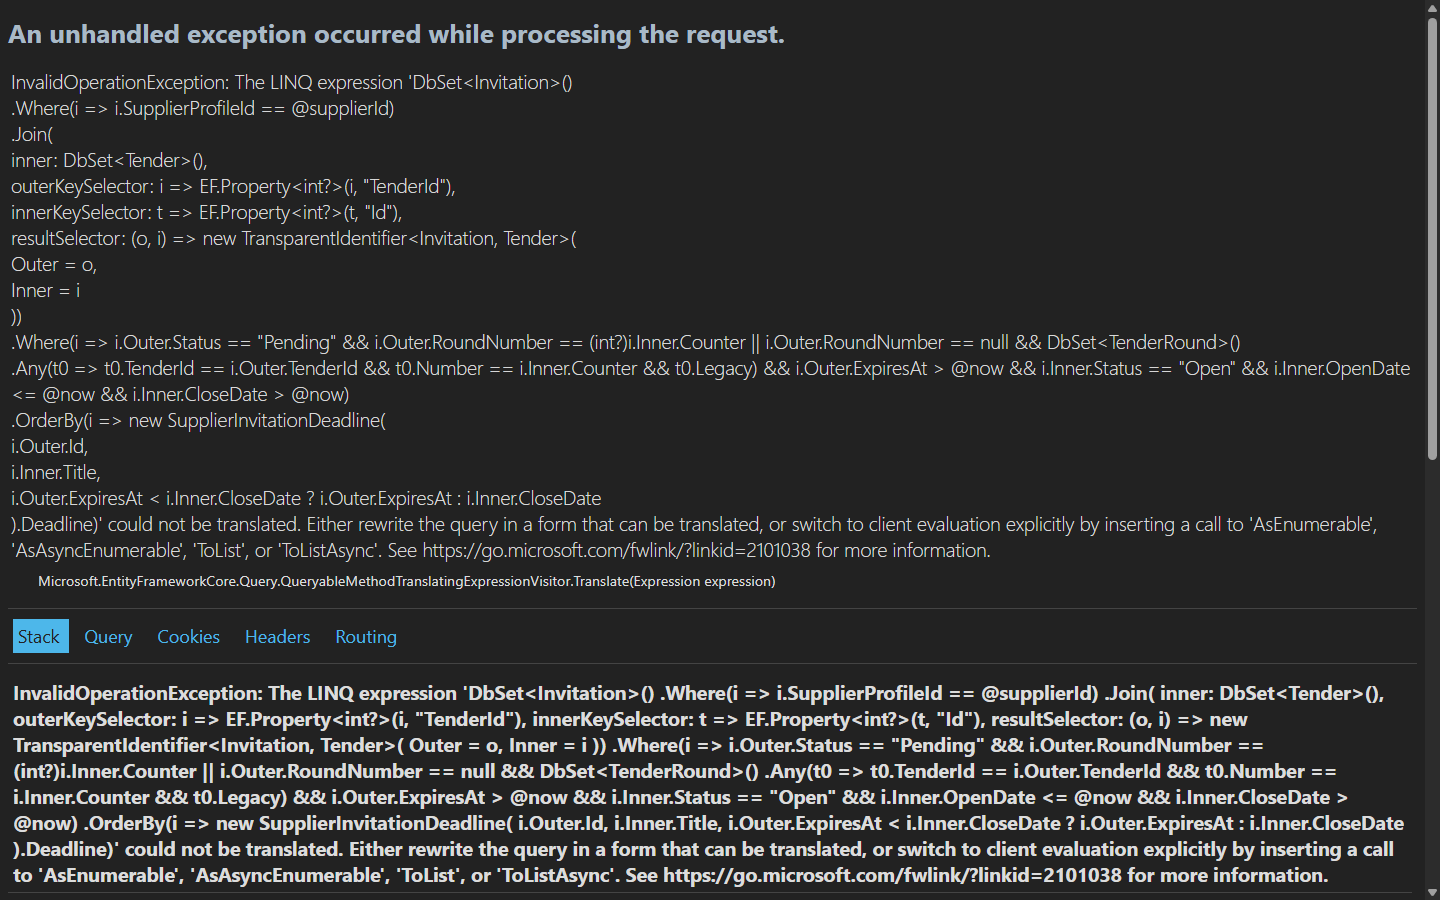 An unhandled exception occurred while processing the request.
InvalidOperationException: The LINQ expression 'DbSet<Invitation>()
.Where(i => i.SupplierProfileId == @supplierId)
.Join(
inner: DbSet<Tender>(),
outerKeySelector: i => EF.Property<int?>(i, "TenderId"),
innerKeySelector: t => EF.Property<int?>(t, "Id"),
resultSelector: (o, i) => new TransparentIdentifier<Invitation, Tender>(
Outer = o,
Inner = i
))
.Where(i => i.Outer.Status == "Pending" && i.Outer.RoundNumber == (int?)i.Inner.Counter || i.Outer.RoundNumber == null && DbSet<TenderRound>()
.Any(t0 => t0.TenderId == i.Outer.TenderId && t0.Number == i.Inner.Counter && t0.Legacy) && i.Outer.ExpiresAt > @now && i.Inner.Status == "Open" && i.Inner.OpenDate
<= @now && i.Inner.CloseDate > @now)
.OrderBy(i => new SupplierInvitationDeadline(
i.Outer.Id,
i.Inner.Title,
i.Outer.ExpiresAt < i.Inner.CloseDate ? i.Outer.ExpiresAt : i.Inner.CloseDate
).Deadline)' could not be translated. Either rewrite the query in a form that can be translated, or switch to client evaluation explicitly by inserting a call to 'AsEnumerable',
'AsAsyncEnumerable', 'ToList', or 'ToListAsync'. See https://go.microsoft.com/fwlink/?linkid=2101038 for more information.
Microsoft.EntityFrameworkCore.Query.QueryableMethodTranslatingExpressionVisitor.Translate(Expression expression)
Stack Query Cookies Headers Routing
InvalidOperationException: The LINQ expression 'DbSet<Invitation>() .Where(i => i.SupplierProfileId == @supplierId) .Join( inner: DbSet<Tender>(),
outerKeySelector: i => EF.Property<int?>(i, "TenderId"), innerKeySelector: t => EF.Property<int?>(t, "Id"), resultSelector: (o, i) => new
TransparentIdentifier<Invitation, Tender>( Outer = o, Inner = i )) .Where(i => i.Outer.Status == "Pending" && i.Outer.RoundNumber ==
(int?)i.Inner.Counter || i.Outer.RoundNumber == null && DbSet<TenderRound>() .Any(t0 => t0.TenderId == i.Outer.TenderId && t0.Number ==
i.Inner.Counter && t0.Legacy) && i.Outer.ExpiresAt > @now && i.Inner.Status == "Open" && i.Inner.OpenDate <= @now && i.Inner.CloseDate >
@now) .OrderBy(i => new SupplierInvitationDeadline( i.Outer.Id, i.Inner.Title, i.Outer.ExpiresAt < i.Inner.CloseDate ? i.Outer.ExpiresAt : i.Inner.CloseDate
).Deadline)' could not be translated. Either rewrite the query in a form that can be translated, or switch to client evaluation explicitly by inserting a call
to 'AsEnumerable', 'AsAsyncEnumerable', 'ToList', or 'ToListAsync'. See https://go.microsoft.com/fwlink/?linkid=2101038 for more information.